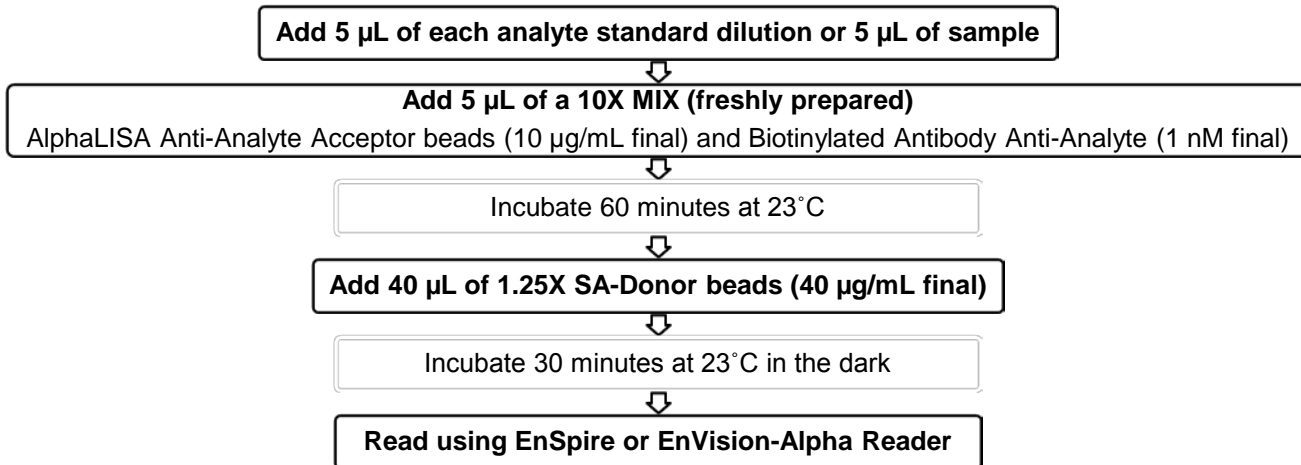 Add 5 µL of each analyte standard dilution or 5 µL of sample
Add 5 µL of a 10X MIX (freshly prepared)
AlphaLISA Anti-Analyte Acceptor beads (10 µg/mL final) and Biotinylated Antibody Anti-Analyte (1 nM final)
Incubate 60 minutes at 23˚C
Add 40 µL of 1.25X SA-Donor beads (40 µg/mL final)
Incubate 30 minutes at 23˚C in the dark
Read using EnSpire or EnVision-Alpha Reader